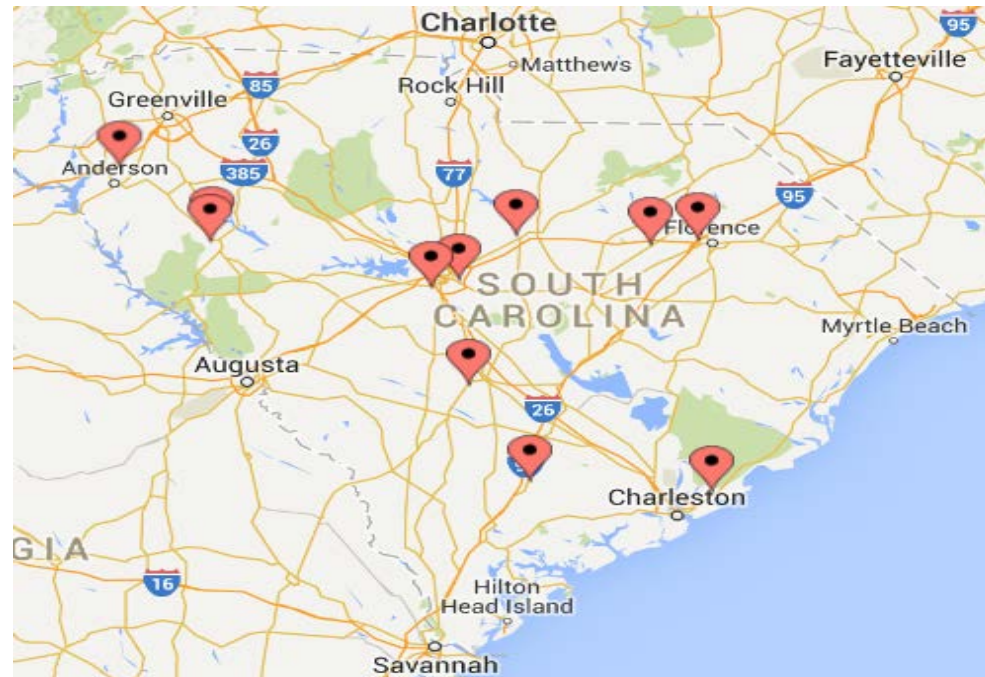 Charlotte
95
Matthews
Fayetteville
85
Rock Hill
Greenville
26
77
385
Anderson
95
Florence
SOUTH
CAROLINA
Myrtle Beach
Augusta
26
Charleston
GIA
16
Hilton
Head Island
Savannah